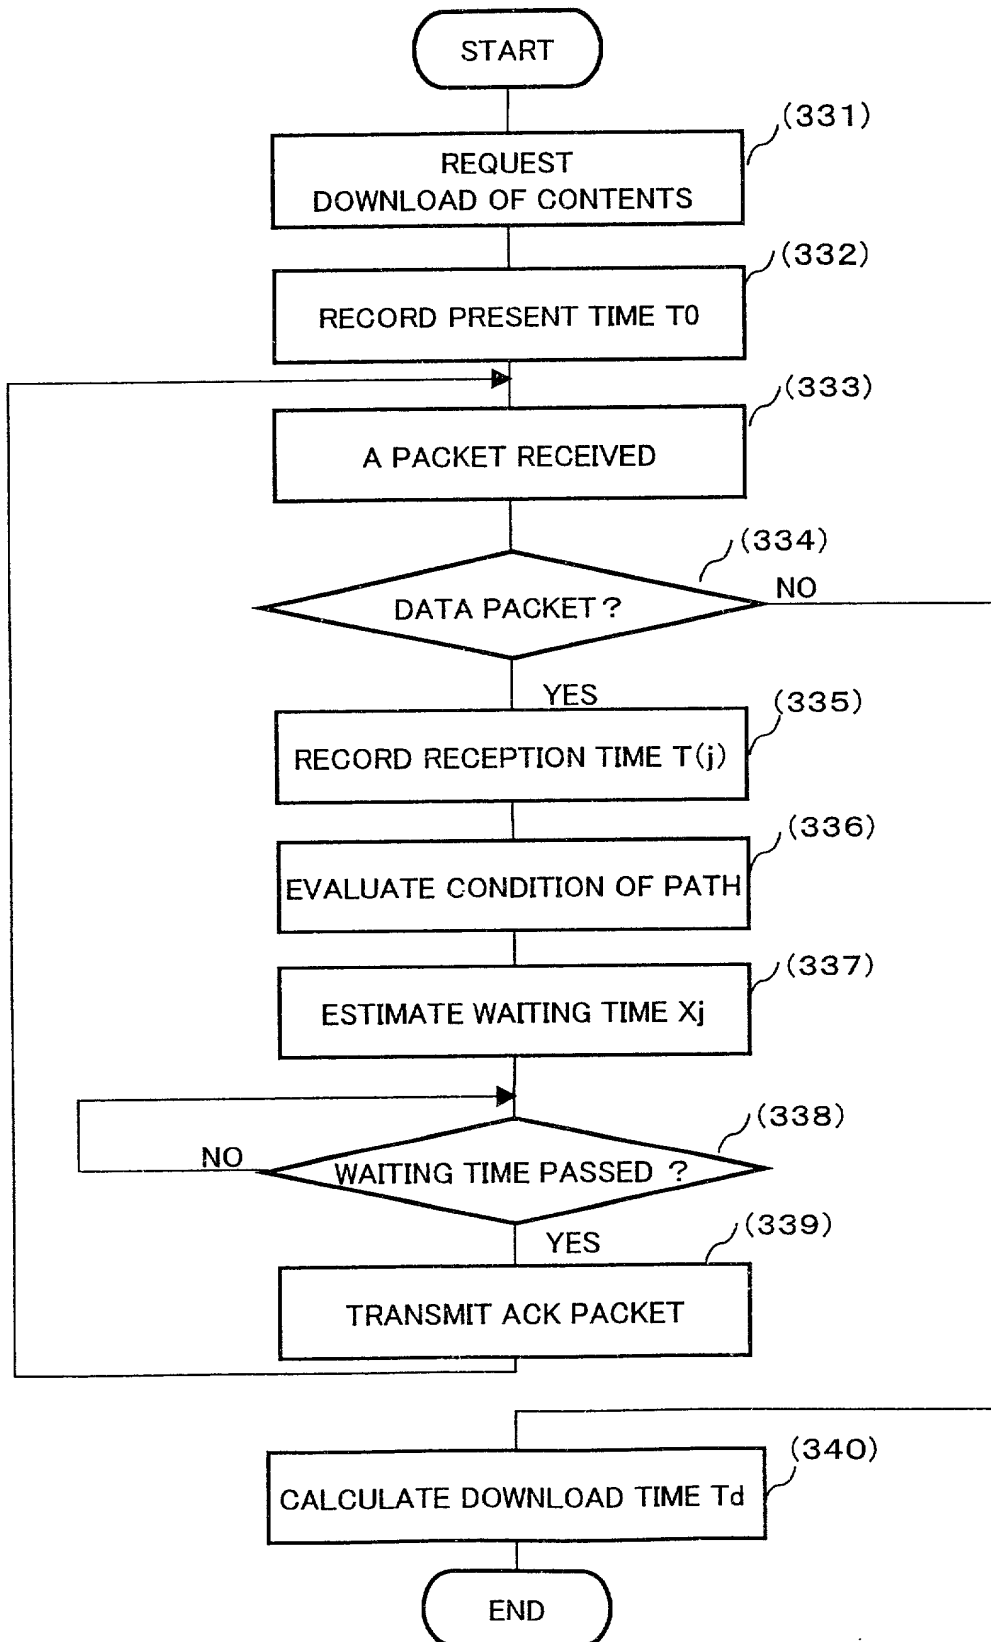 START
(331)
REQUEST
DOWNLOAD OF CONTENTS
(332)
RECORD PRESENT TIME T0
(333)
A PACKET RECEIVED
(334)
DATA PACKET?
NO
YES
(335)
RECORD RECEPTION TIME T(j)
(336)
EVALUATE CONDITION OF PATH
(337)
ESTIMATE WAITING TIME Xj
(338)
NO
WAITING TIME PASSED ?
YES
(339)
TRANSMIT ACK PACKET
(340)
CALCULATE DOWNLOAD TIME Td
END